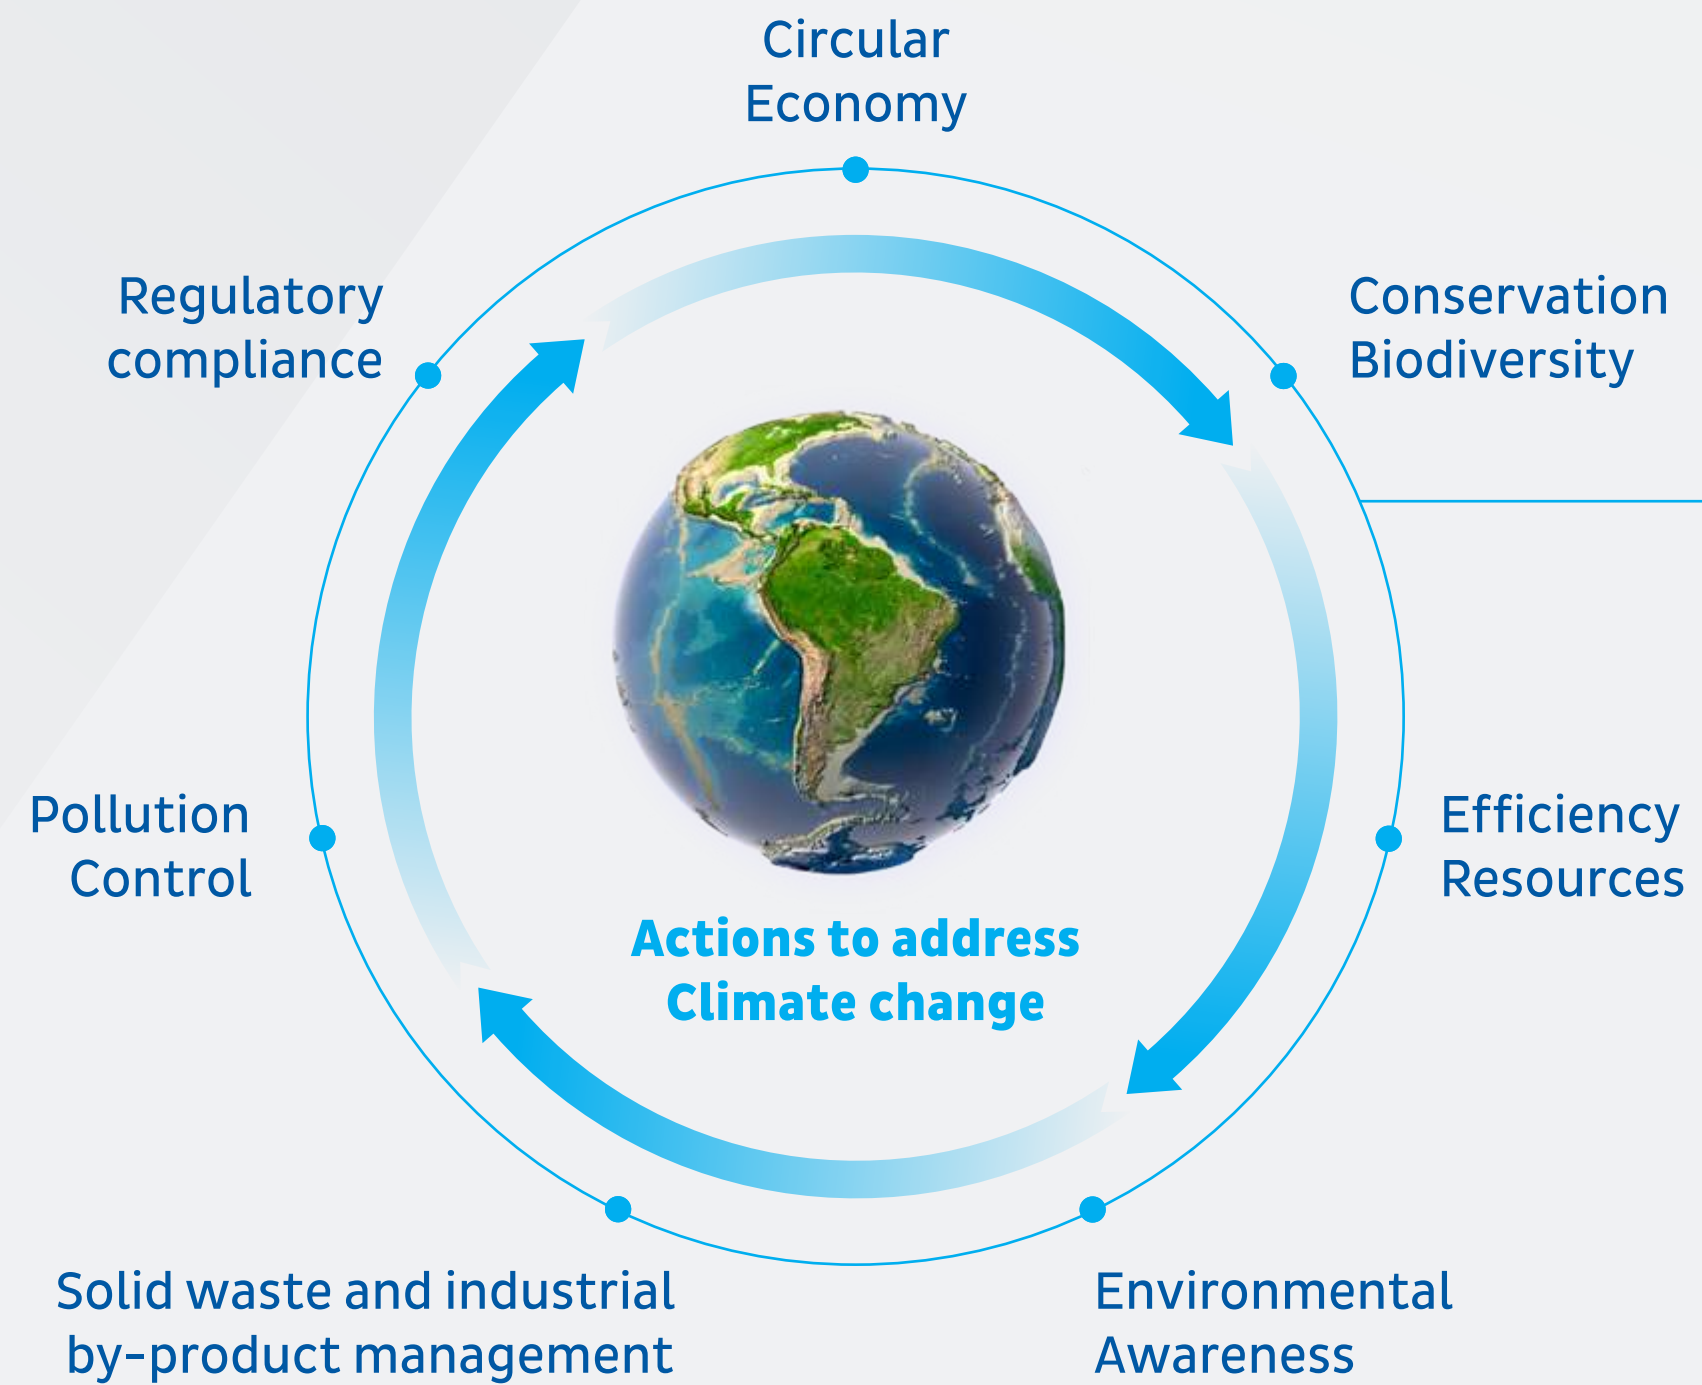 Circular
Economy
Conservation
Biodiversity
Efficiency
Resources
Environmental
Awareness
Solid waste and industrial
by-product management
Pollution
Control
Regulatory
compliance
Actions to address
Climate change